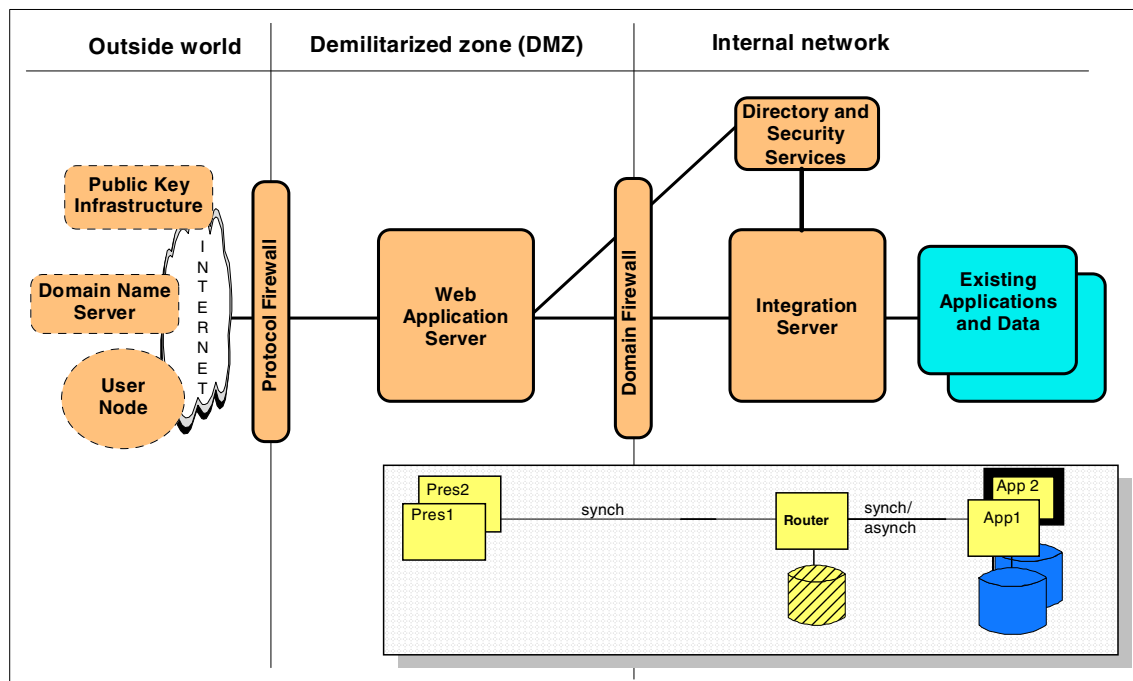 Outside world
Demilitarized zone (DMZ)
Internal network
Public Key
Infrastructure
Domain Name
Server
User
Node
INTERNET
Protocol Firewall
Web
Application
Server
Domain Firewall
Directory and
Security
Services
Integration
Server
Existing
Applications
and Data
Pres2
Pres1
synch
Router
synch/
asynch
App 2
App1